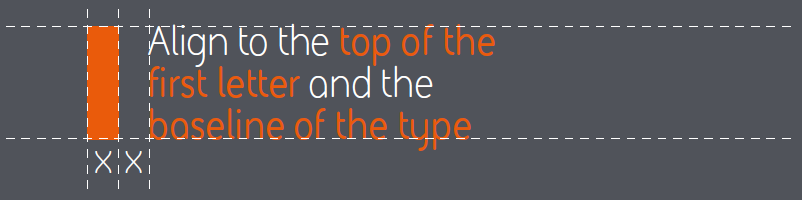 Align to the top of the
first letter and the
baseline of the type
X X